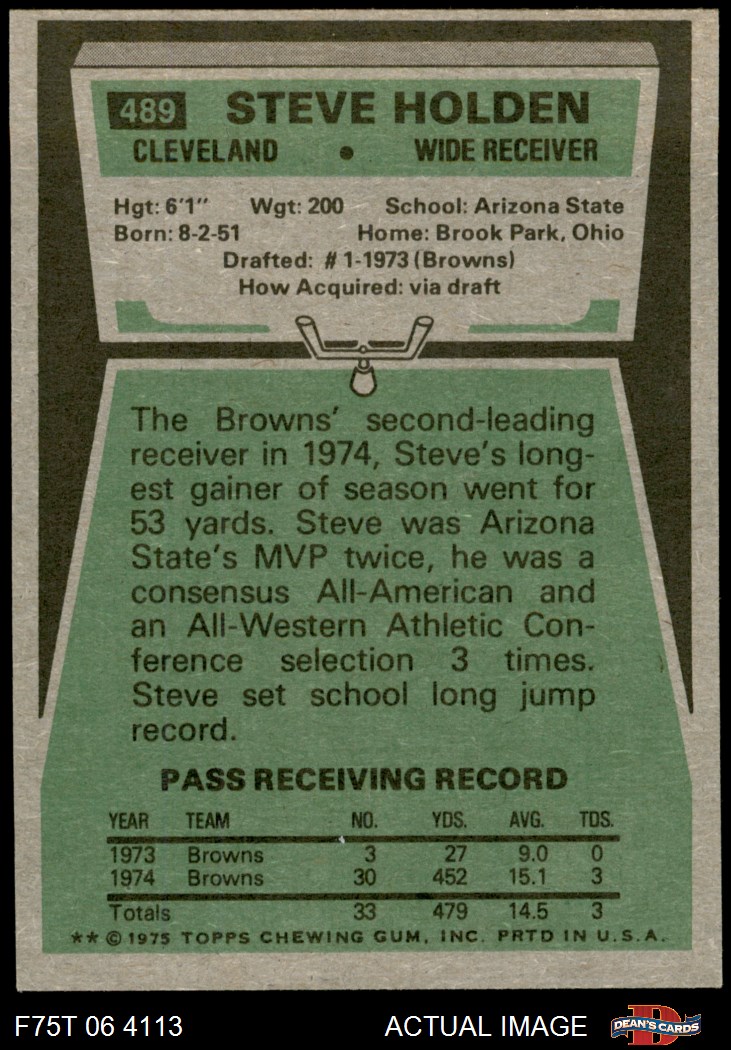 489 STEVE HOLDEN
CLEVELAND • WIDE RECEIVER
Hgt: 6'1" Wgt: 200 School: Arizona State
Born: 8-2-51 Home: Brook Park, Ohio
Drafted: #1-1973 (Browns)
How Acquired: via draft
The Browns' second-leading
receiver in 1974, Steve's long-
est gainer of season went for
53 yards. Steve was Arizona
State's MVP twice, he was a
consensus All-American and
an All-Western Athletic Con-
ference selection 3 times.
Steve set school long jump
record.
PASS RECEIVING RECORD
YEAR TEAM NO. YDS. AVG. TDS.
1973 Browns 3 27 9.0 0
1974 Browns 30 452 15.1 3
Totals 33 479 14.5 3
** © 1975 TOPPS CHEWING GUM, INC. PRTD IN U.S.A.
F75T 06 4113 ACTUAL IMAGE D DEAN'S CARDS